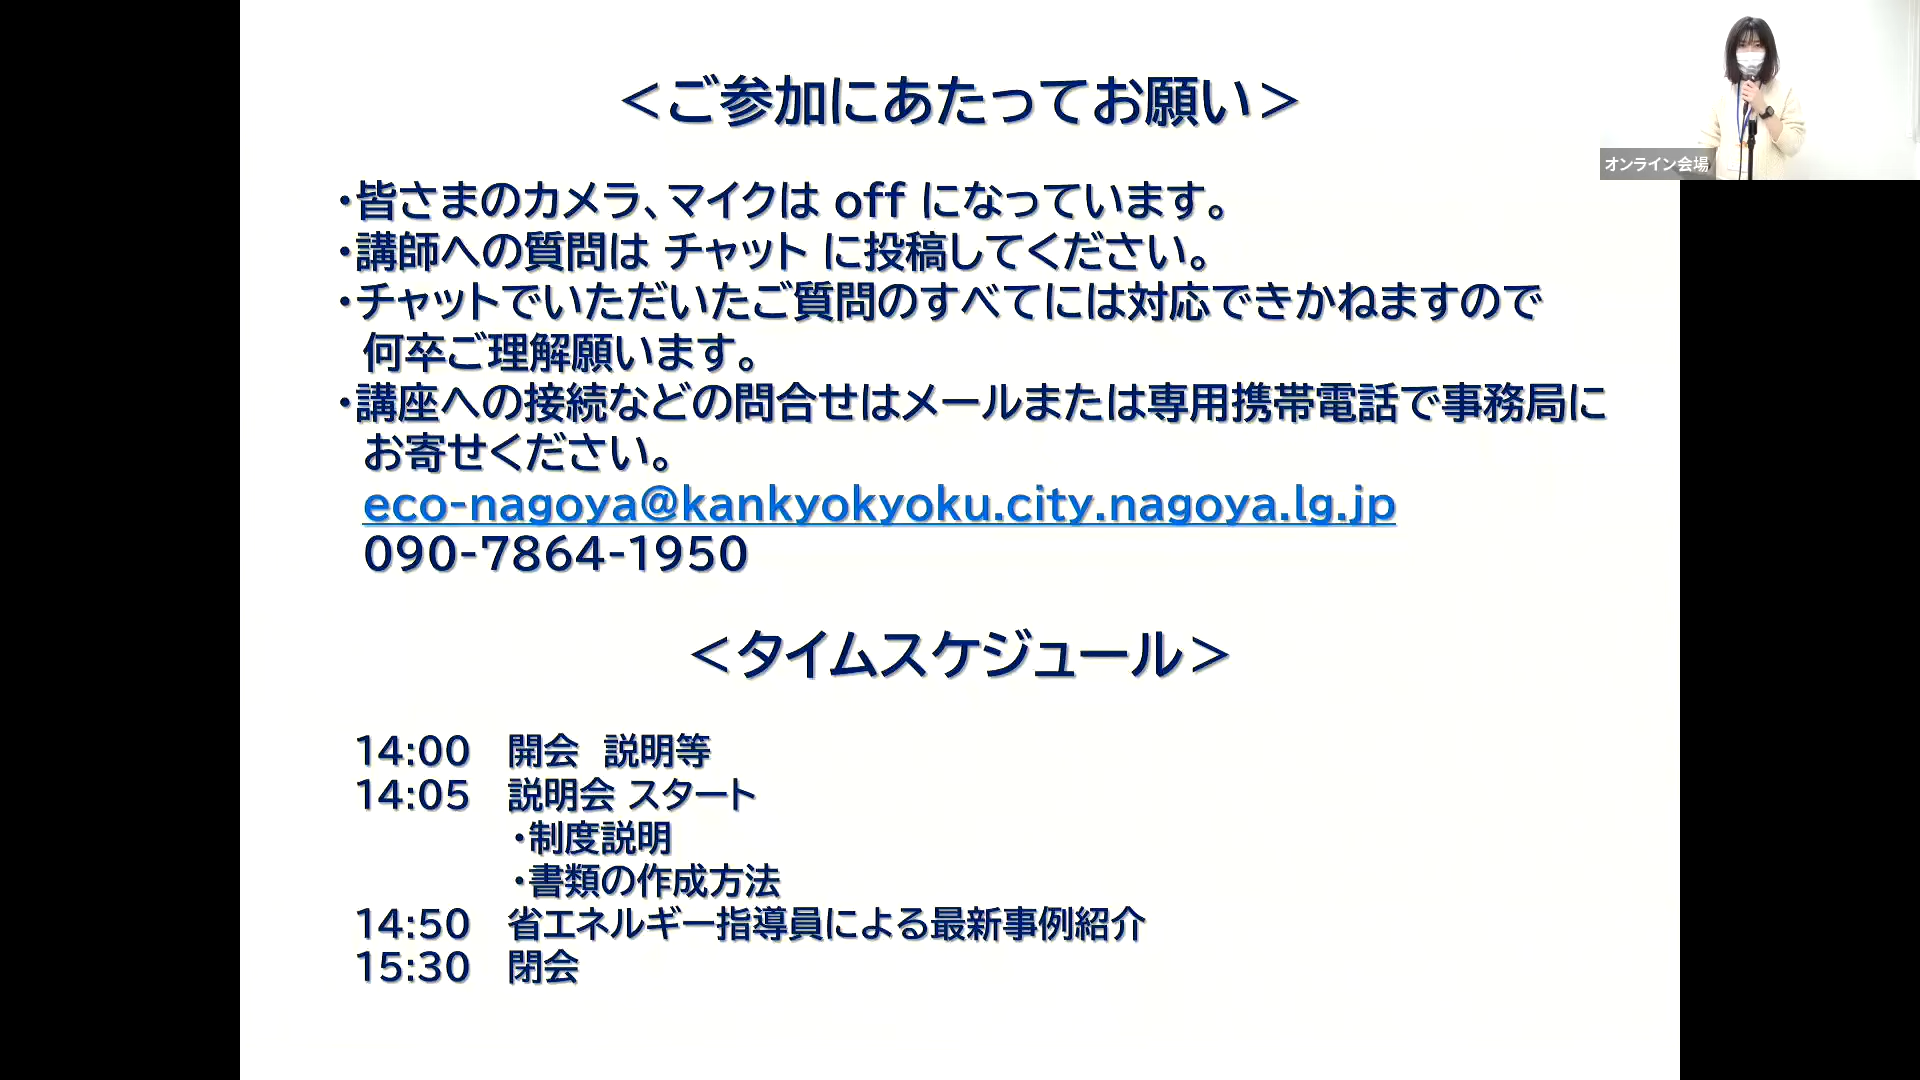 ＜ご参加にあたってお願い＞
オンライン会場
・皆さまのカメラ、マイクは off になっています。
・講師への質問は チャット に投稿してください。
・チャットでいただいたご質問のすべてには対応できかねますので
何卒ご理解願います。
・講座への接続などの問合せはメールまたは専用携帯電話で事務局に
お寄せください。
eco-nagoya@kankyokyoku.city.nagoya.lg.jp
090-7864-1950
＜タイムスケジュール＞
14:00　開会　説明等
14:05　説明会 スタート
・制度説明
・書類の作成方法
14:50　省エネルギー指導員による最新事例紹介
15:30　閉会